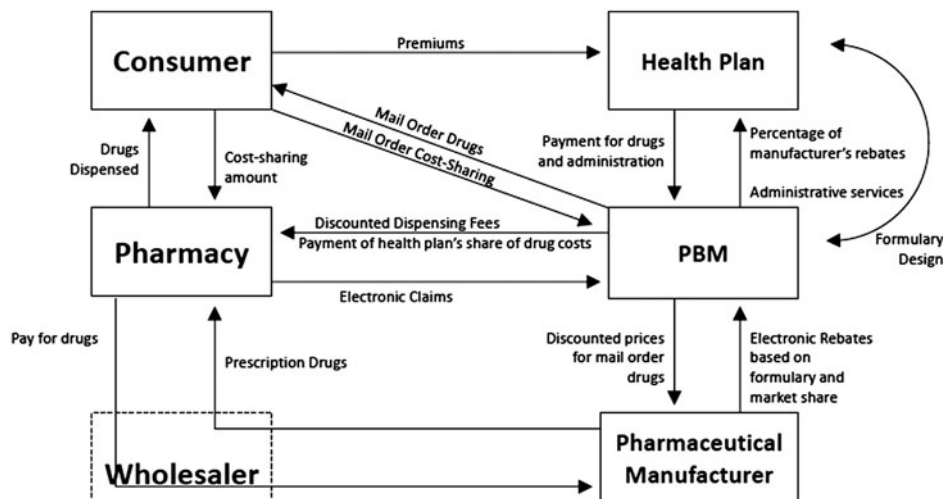 Consumer
Premiums
Health Plan
Mail Order Drugs
Mail Order Cost-Sharing
Drugs
Dispensed
Cost-sharing
amount
Payment for drugs
and administration
Percentage of
manufacturer's rebates
Administrative services
Formulary
Design
Pharmacy
Discounted Dispensing Fees
Payment of health plan's share of drug costs
PBM
Electronic Claims
Pay for drugs
Prescription Drugs
Discounted prices
for mail order
drugs
Electronic Rebates
based on
formulary and
market share
Wholesaler
Pharmaceutical
Manufacturer